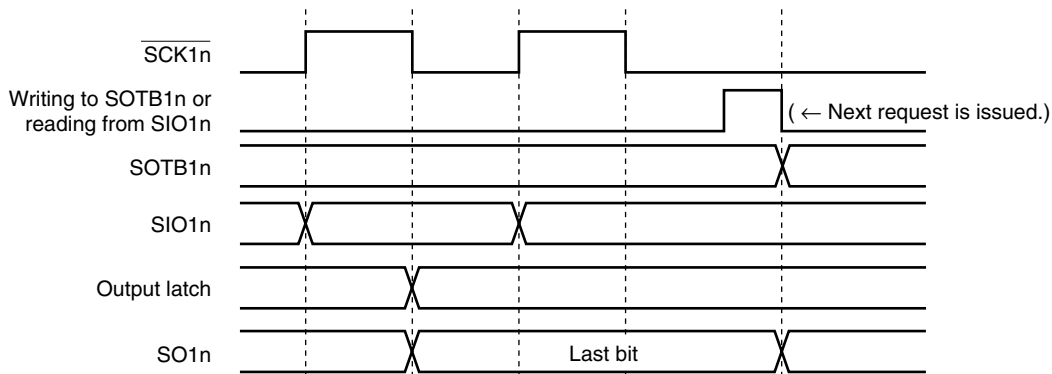 SCK1n
Writing to SOTB1n or
reading from SIO1n
( ← Next request is issued.)
SOTB1n
SIO1n
Output latch
SO1n
Last bit